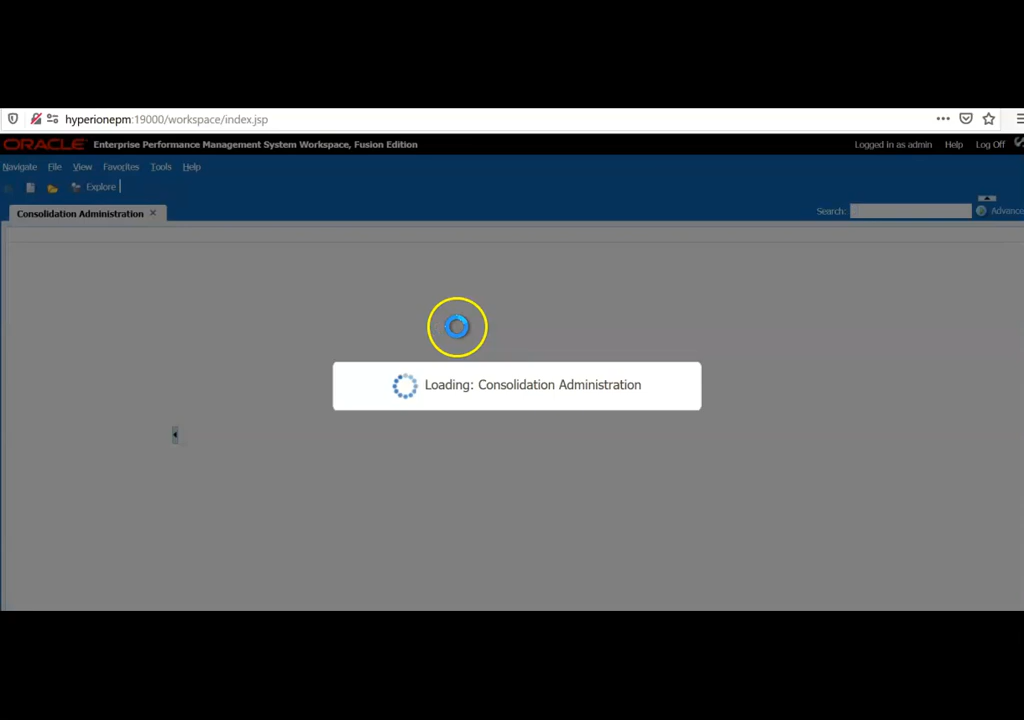 hyperionepm:19000/workspace/index.jsp
ORACLE Enterprise Performance Management System Workspace, Fusion Edition Logged in as admin Help Log Off
Navigate File View Favorites Tools Help
Explore
Consolidation Administration Search: Advance
Loading: Consolidation Administration